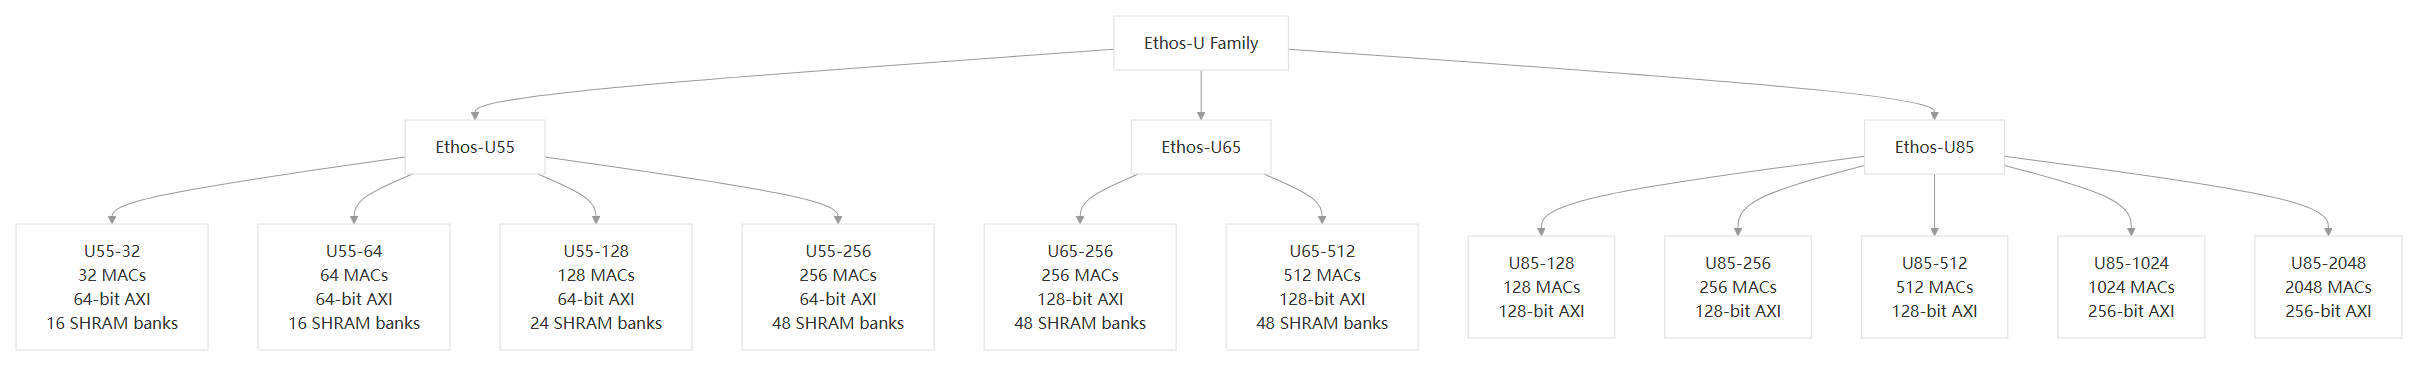 Ethos-U Family
Ethos-U55
Ethos-U65
Ethos-U85
U55-32
32 MACs
64-bit AXI
16 SHRAM banks
U55-64
64 MACs
64-bit AXI
16 SHRAM banks
U55-128
128 MACs
64-bit AXI
24 SHRAM banks
U55-256
256 MACs
64-bit AXI
48 SHRAM banks
U65-256
256 MACs
128-bit AXI
48 SHRAM banks
U65-512
512 MACs
128-bit AXI
48 SHRAM banks
U85-128
128 MACs
128-bit AXI
U85-256
256 MACs
128-bit AXI
U85-512
512 MACs
128-bit AXI
U85-1024
1024 MACs
256-bit AXI
U85-2048
2048 MACs
256-bit AXI